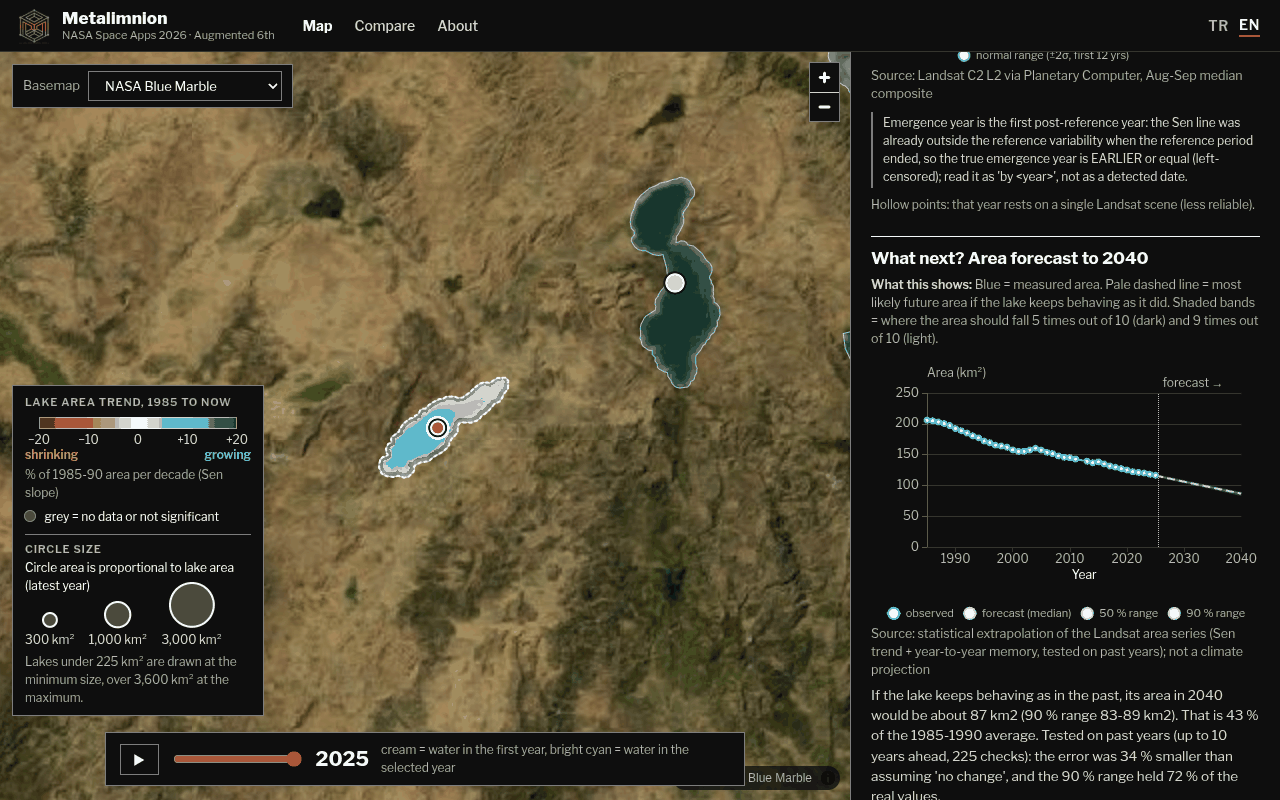 Metalimnion
NASA Space Apps 2026 · Augmented 6th
Map Compare About
TR EN
Basemap NASA Blue Marble
+
−
LAKE AREA TREND, 1985 TO NOW
−20 −10 0 +10 +20
shrinking growing
% of 1985-90 area per decade (Sen
slope)
grey = no data or not significant
CIRCLE SIZE
Circle area is proportional to lake area
(latest year)
300 km² 1,000 km² 3,000 km²
Lakes under 225 km² are drawn at the
minimum size, over 3,600 km² at the
maximum.
2025
cream = water in the first year, bright cyan = water in the
selected year
Blue Marble
normal range (±2σ, first 12 yrs)
Source: Landsat C2 L2 via Planetary Computer, Aug-Sep median
composite
Emergence year is the first post-reference year: the Sen line was
already outside the reference variability when the reference period
ended, so the true emergence year is EARLIER or equal (left-
censored); read it as 'by <year>', not as a detected date.
Hollow points: that year rests on a single Landsat scene (less reliable).
What next? Area forecast to 2040
What this shows: Blue = measured area. Pale dashed line = most
likely future area if the lake keeps behaving as it did. Shaded bands
= where the area should fall 5 times out of 10 (dark) and 9 times out
of 10 (light).
Area (km²)
forecast →
250
200
150
100
50
0
1990 2000 2010 2020 2030 2040
Year
observed forecast (median) 50 % range 90 % range
Source: statistical extrapolation of the Landsat area series (Sen
trend + year-to-year memory, tested on past years); not a climate
projection
If the lake keeps behaving as in the past, its area in 2040
would be about 87 km2 (90 % range 83-89 km2). That is 43 %
of the 1985-1990 average. Tested on past years (up to 10
years ahead, 225 checks): the error was 34 % smaller than
assuming 'no change', and the 90 % range held 72 % of the
real values.